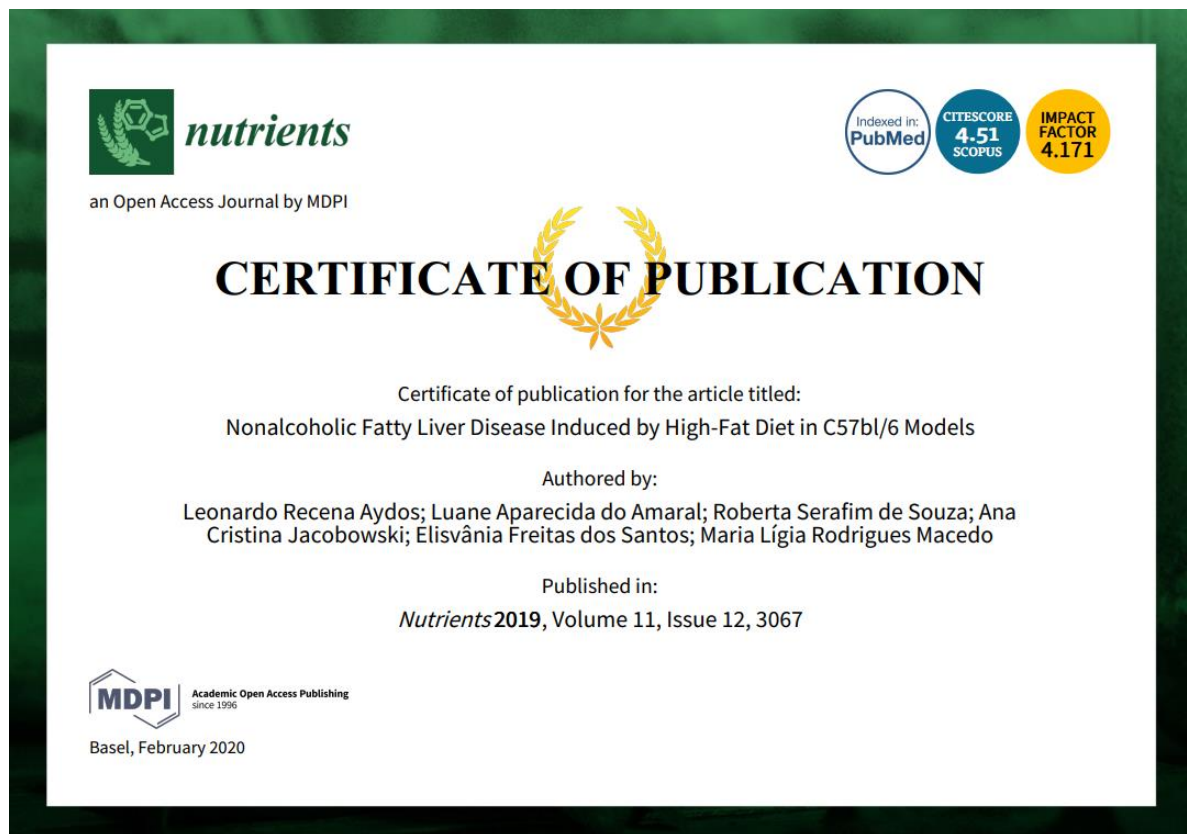 nutrients
Indexed in:
PubMed
CITESCORE
4.51
SCOPUS
IMPACT
FACTOR
4.171
an Open Access Journal by MDPI
CERTIFICATE OF PUBLICATION
Certificate of publication for the article titled:
Nonalcoholic Fatty Liver Disease Induced by High-Fat Diet in C57bl/6 Models
Authored by:
Leonardo Recena Aydos; Luane Aparecida do Amaral; Roberta Serafim de Souza; Ana
Cristina Jacobowski; Elisvânia Freitas dos Santos; Maria Lígia Rodrigues Macedo
Published in:
Nutrients 2019, Volume 11, Issue 12, 3067
MDPI
Academic Open Access Publishing
since 1996
Basel, February 2020